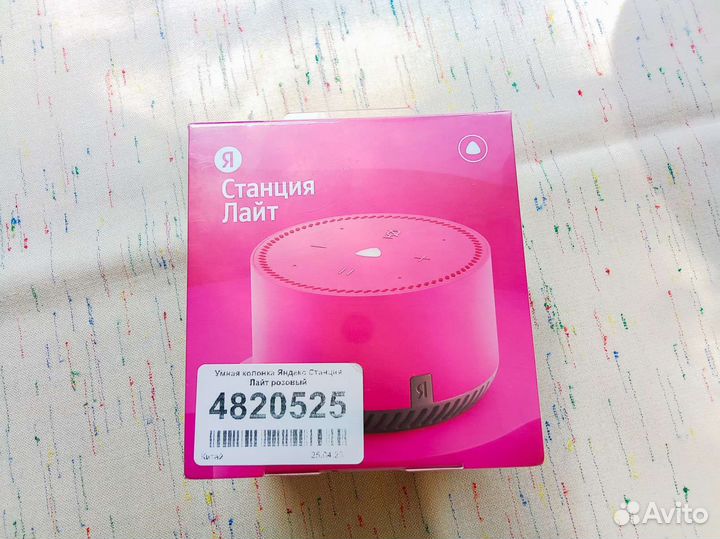 Я
Станция
Лайт
Я
Умная колонка Яндекс Станция
Лайт розовый
4820525
Китай
Avito